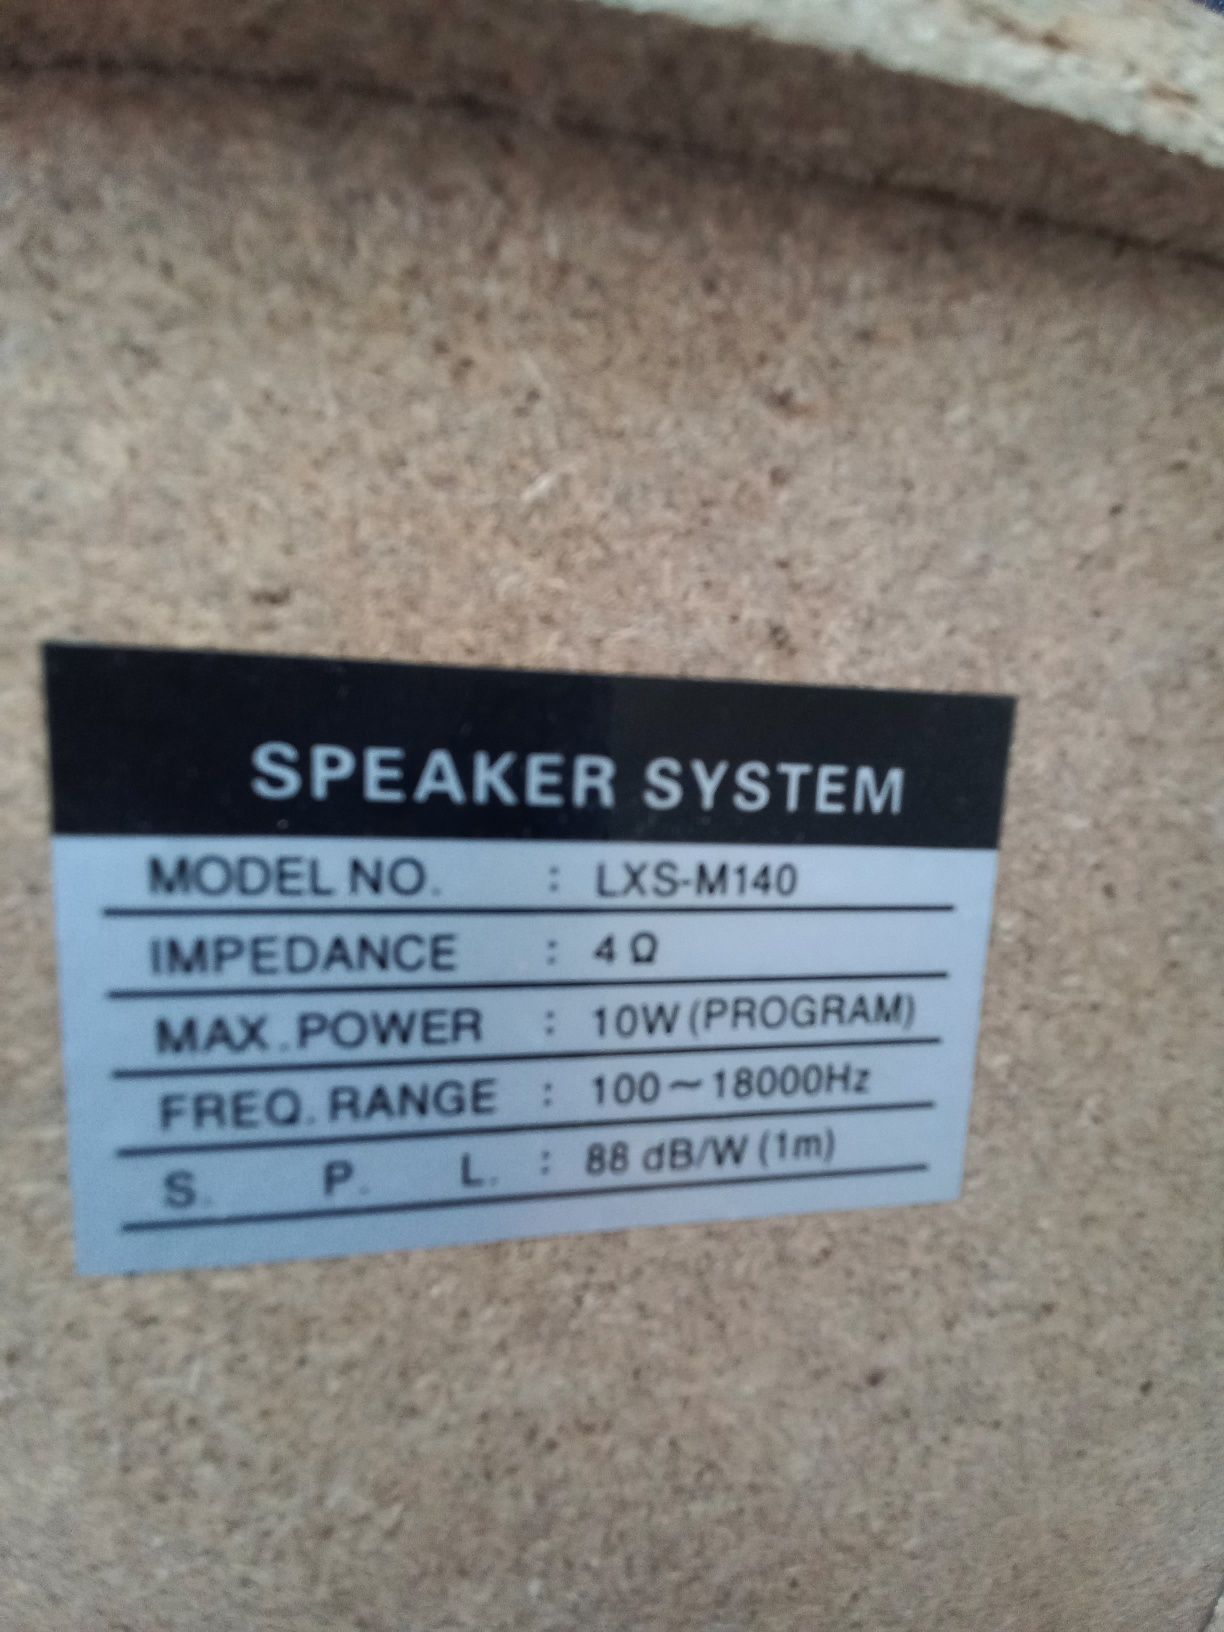 SPEAKER SYSTEM
MODEL NO. : LXS-M140
IMPEDANCE : 4 Ω
MAX. POWER : 10W (PROGRAM)
FREQ. RANGE : 100~18000Hz
S. P. L. : 88 dB/W (1m)